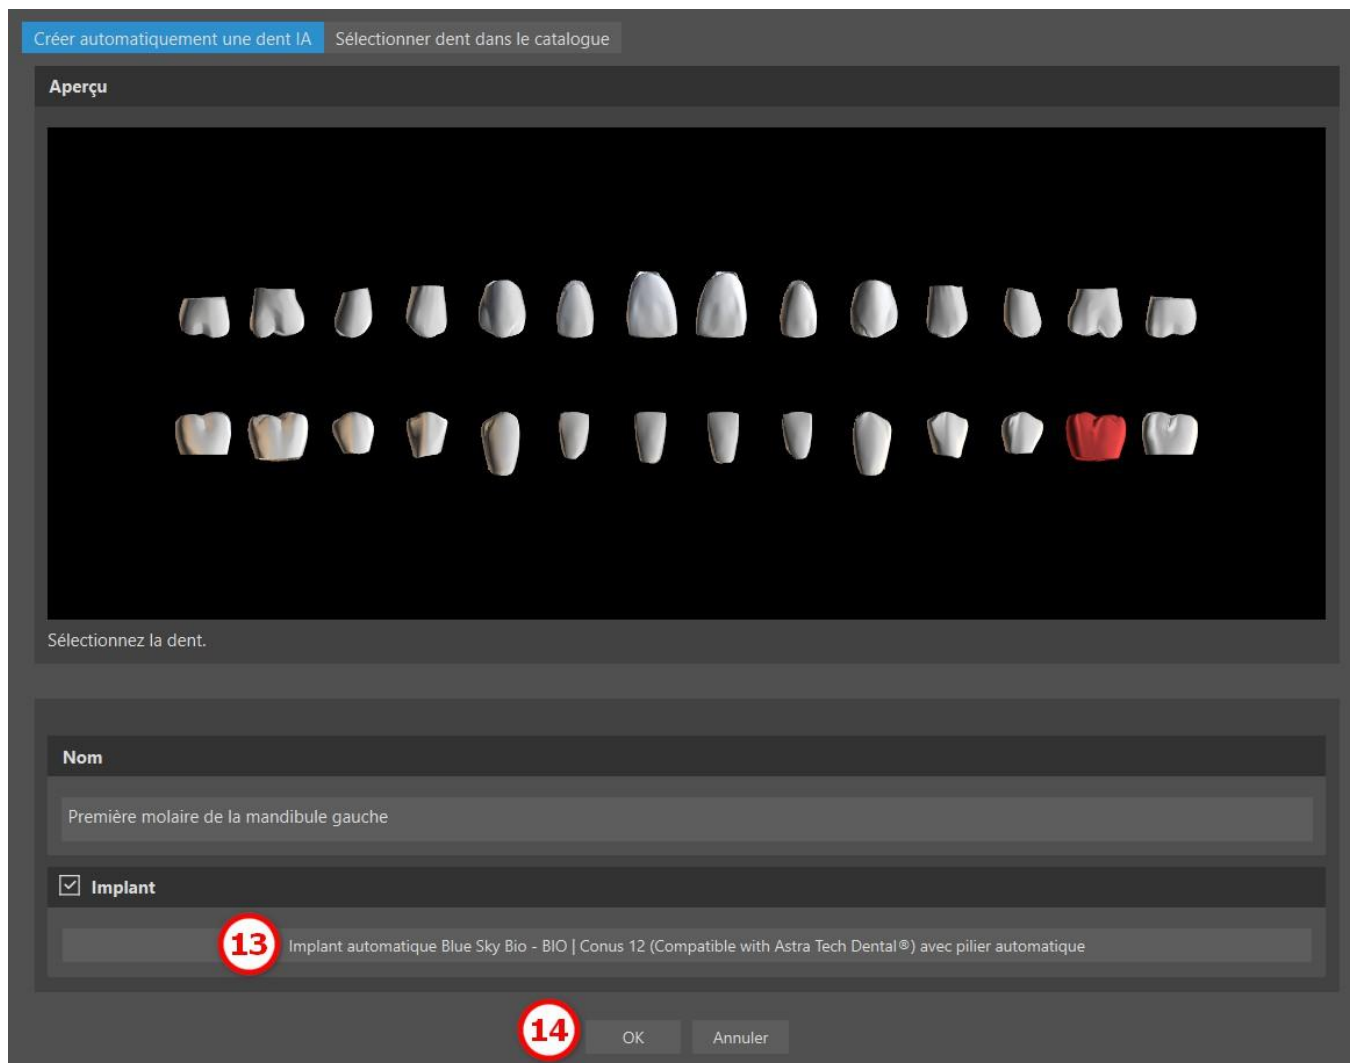 Créer automatiquement une dent IA
Sélectionner dent dans le catalogue
Aperçu
Sélectionnez la dent.
Nom
Première molaire de la mandibule gauche
Implant
13
Implant automatique Blue Sky Bio - BIO | Conus 12 (Compatible with Astra Tech Dental®) avec pilier automatique
14
OK
Annuler